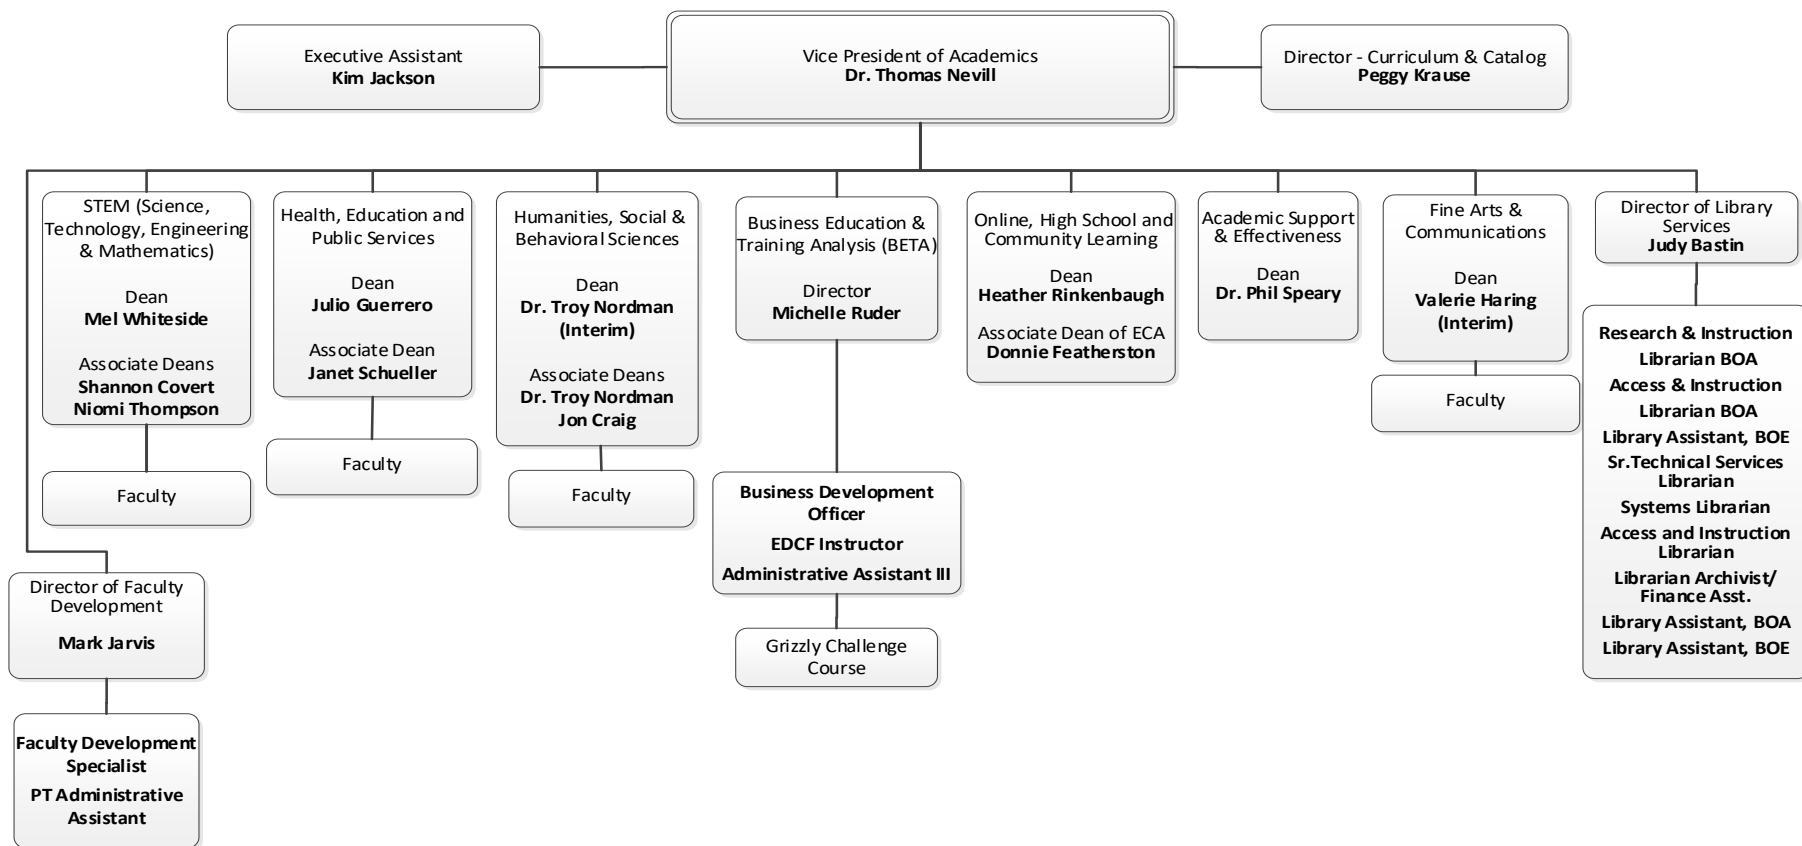 Executive Assistant
Kim Jackson
Vice President of Academics
Dr. Thomas Nevill
Director - Curriculum & Catalog
Peggy Krause
STEM (Science,
Technology, Engineering
& Mathematics)
Dean
Mel Whiteside
Associate Deans
Shannon Covert
Niomi Thompson
Faculty
Health, Education and
Public Services
Dean
Julio Guerrero
Associate Dean
Janet Schueller
Faculty
Humanities, Social &
Behavioral Sciences
Dean
Dr. Troy Nordman
(Interim)
Associate Deans
Dr. Troy Nordman
Jon Craig
Faculty
Business Education &
Training Analysis (BETA)
Director
Michelle Ruder
Business Development
Officer
EDCF Instructor
Administrative Assistant III
Grizzly Challenge
Course
Online, High School and
Community Learning
Dean
Heather Rinkenbaugh
Associate Dean of ECA
Donnie Featherston
Academic Support
& Effectiveness
Dean
Dr. Phil Speary
Fine Arts &
Communications
Dean
Valerie Haring
(Interim)
Faculty
Director of Library
Services
Judy Bastin
Research & Instruction
Librarian BOA
Access & Instruction
Librarian BOA
Library Assistant, BOE
Sr.Technical Services
Librarian
Systems Librarian
Access and Instruction
Librarian
Librarian Archivist/
Finance Asst.
Library Assistant, BOA
Library Assistant, BOE
Director of Faculty
Development
Mark Jarvis
Faculty Development
Specialist
PT Administrative
Assistant